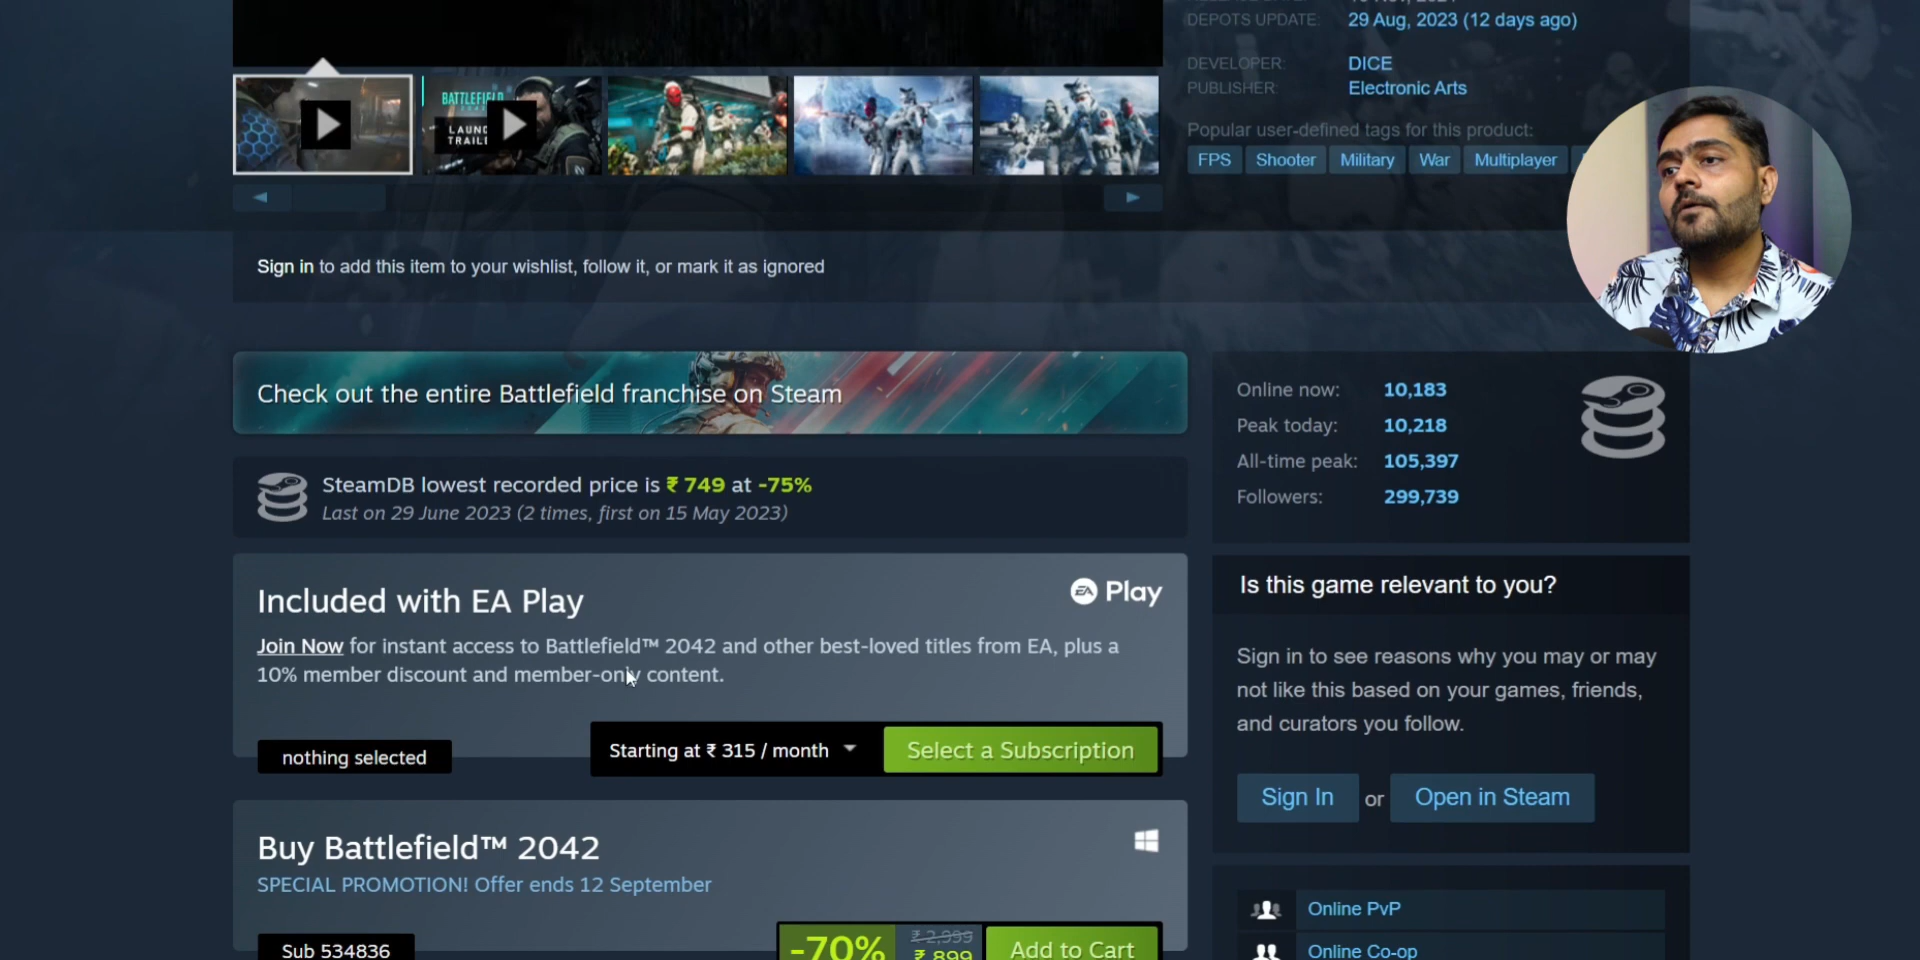 DEPOTS UPDATE: 29 Aug, 2023 (12 days ago)
DEVELOPER: DICE
PUBLISHER: Electronic Arts
BATTLEFIELD
LAUNC
TRAILE
Popular user-defined tags for this product:
FPS Shooter Military War Multiplayer
Sign in to add this item to your wishlist, follow it, or mark it as ignored
Check out the entire Battlefield franchise on Steam
SteamDB lowest recorded price is ₹ 749 at -75%
Last on 29 June 2023 (2 times, first on 15 May 2023)
Included with EA Play
EA Play
Join Now for instant access to Battlefield™ 2042 and other best-loved titles from EA, plus a
10% member discount and member-only content.
nothing selected
Starting at ₹ 315 / month
Select a Subscription
Buy Battlefield™ 2042
SPECIAL PROMOTION! Offer ends 12 September
Sub 534836
-70%
₹ 2,999
₹ 899
Add to Cart
Online now: 10,183
Peak today: 10,218
All-time peak: 105,397
Followers: 299,739
Is this game relevant to you?
Sign in to see reasons why you may or may
not like this based on your games, friends,
and curators you follow.
Sign In or Open in Steam
Online PvP
Online Co-op